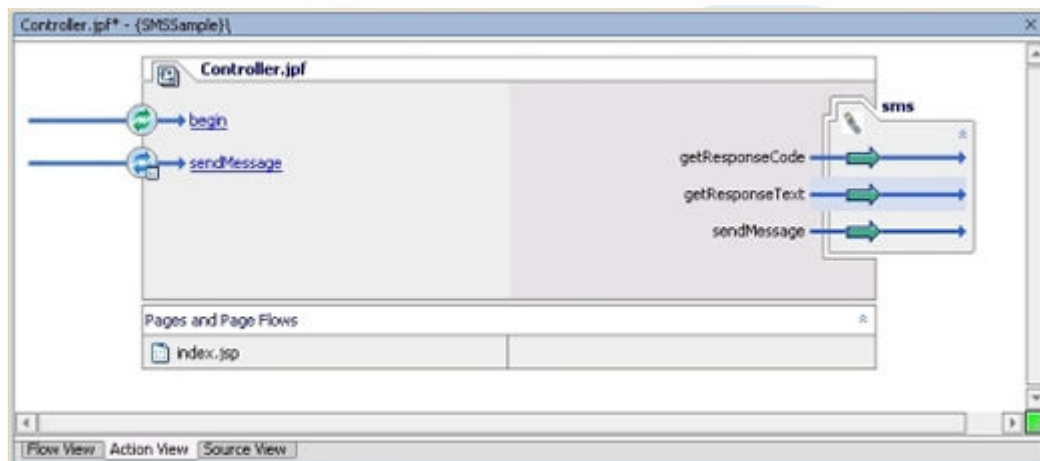 Controller.jpf* - {SMSSample}\
Controller.jpf
begin
sendMessage
sms
getResponseCode
getResponseText
sendMessage
Pages and Page Flows
index.jsp
Flow View Action View Source View